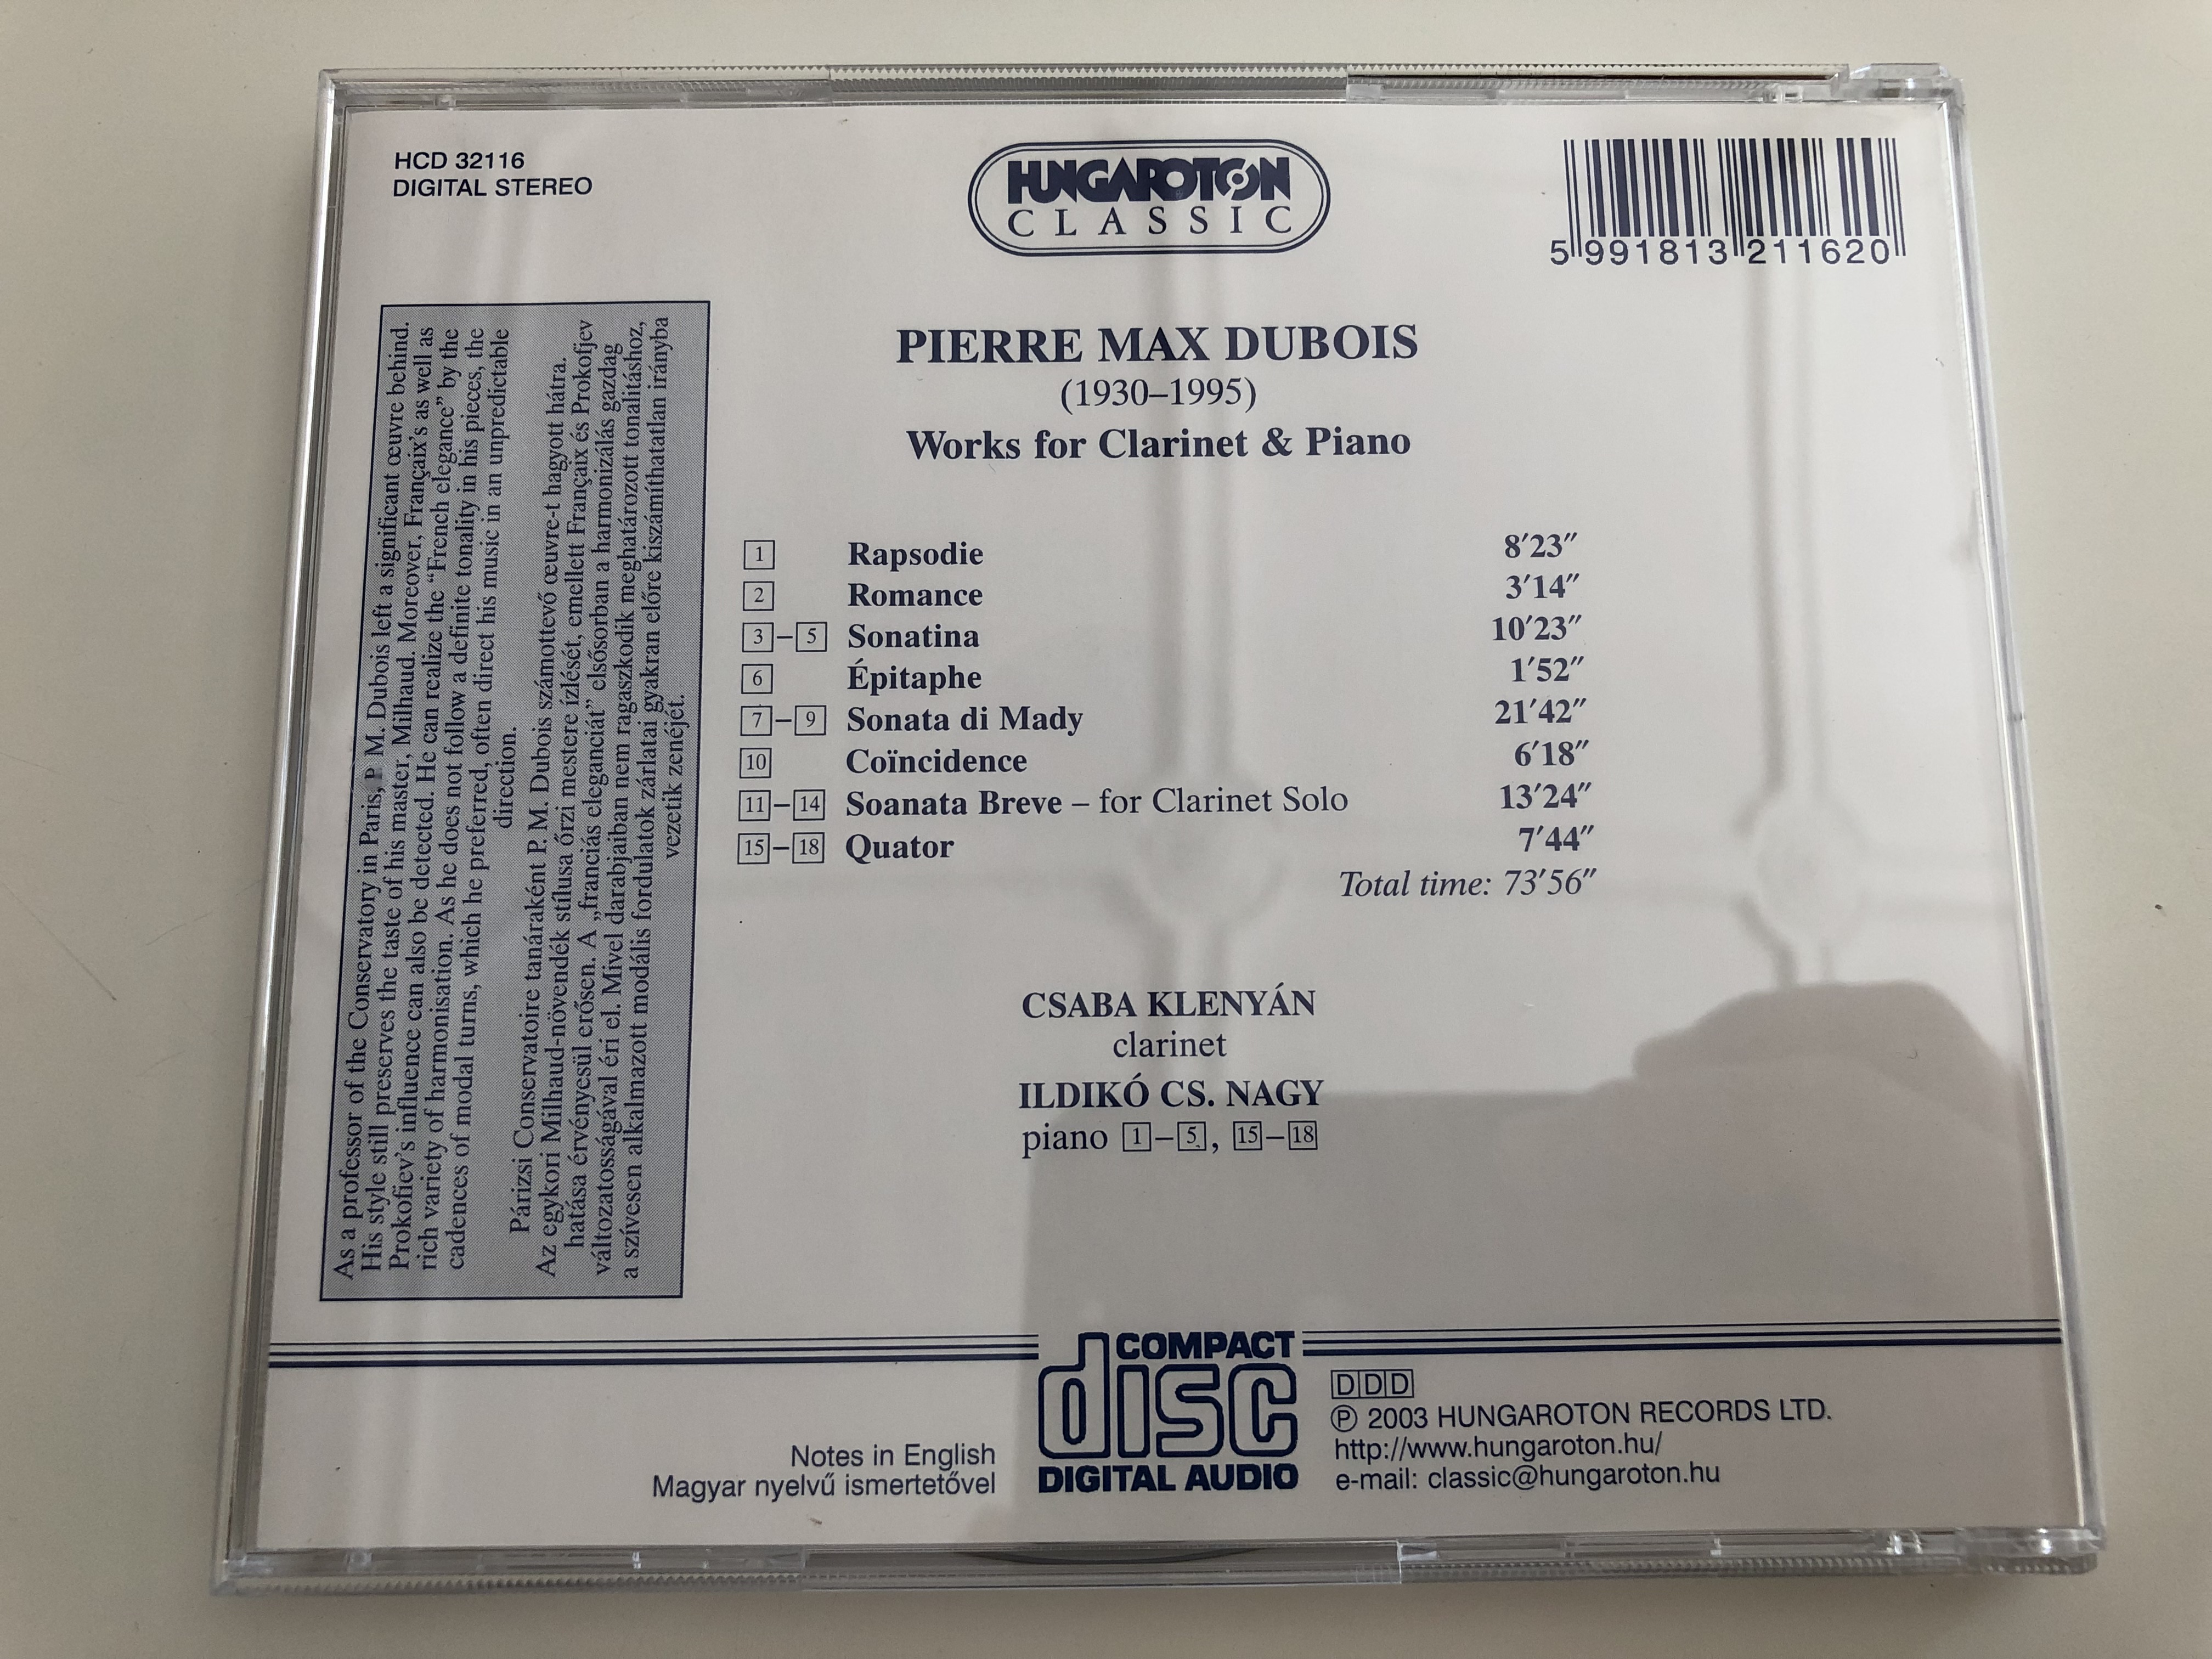 HCD 32116
DIGITAL STEREO
HUNGAROTON
CLASSIC
5 991813 211620
PIERRE MAX DUBOIS
(1930–1995)
Works for Clarinet & Piano
1 Rapsodie 8′23″
2 Romance 3′14″
3–5 Sonatina 10′23″
6 Épitaphe 1′52″
7–9 Sonata di Mady 21′42″
10 Coïncidence 6′18″
11–14 Soanata Breve – for Clarinet Solo 13′24″
15–18 Quator 7′44″
Total time: 73′56″
CSABA KLENYÁN
clarinet
ILDIKÓ CS. NAGY
piano 1–5, 15–18
As a professor of the Conservatory in Paris, P. M. Dubois left a significant œuvre behind.
His style still preserves the taste of his master, Milhaud. Moreover, Françaix's as well as
Prokofiev's influence can also be detected. He can realize the “French elegance” by the
rich variety of harmonisation. As he does not follow a definite tonality in his pieces, the
cadences of modal turns, which he preferred, often direct his music in an unpredictable
direction.
Párizsi Conservatoire tanáraként P. M. Dubois számottevő œuvre-t hagyott hátra.
Az egykori Milhaud-növendék stílusa őrzi mestere ízlését, emellett Françaix és Prokofjev
hatása érvényesül erősen. A „franciás eleganciát” elsősorban a harmonizálás gazdag
változatosságával éri el. Mivel darabjaiban nem ragaszkodik meghatározott tonalitáshoz,
a szívesen alkalmazott modális fordulatok zárlatai gyakran előre kiszámíthatatlan irányba
vezetik zenéjét.
Notes in English
Magyar nyelvű ismertetővel
COMPACT
disc
DIGITAL AUDIO
DDD
Ⓟ 2003 HUNGAROTON RECORDS LTD.
http://www.hungaroton.hu/
e-mail: classic@hungaroton.hu